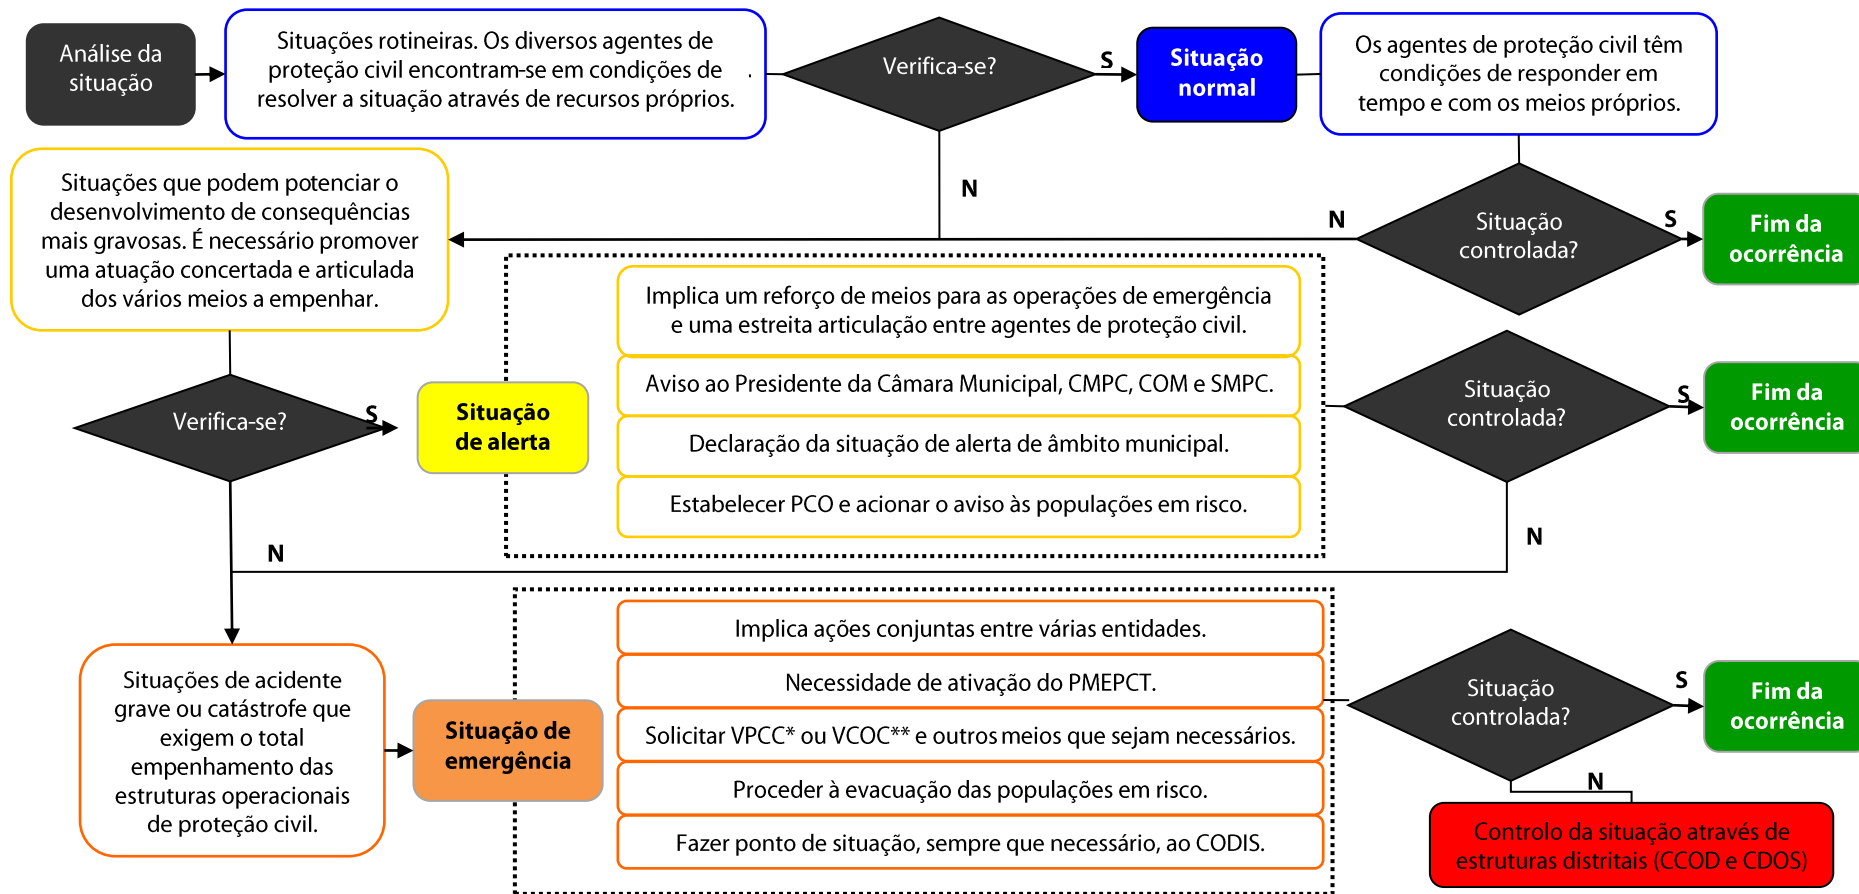 Análise da
situação
Situações rotineiras. Os diversos agentes de
proteção civil encontram-se em condições de
resolver a situação através de recursos próprios.
.
Verifica-se?
S
Situação
normal
Os agentes de proteção civil têm
condições de responder em
tempo e com os meios próprios.
N
Situações que podem potenciar o
desenvolvimento de consequências
mais gravosas. É necessário promover
uma atuação concertada e articulada
dos vários meios a empenhar.
N
Situação
controlada?
S
Fim da
ocorrência
Implica um reforço de meios para as operações de emergência
e uma estreita articulação entre agentes de proteção civil.
Aviso ao Presidente da Câmara Municipal, CMPC, COM e SMPC.
Declaração da situação de alerta de âmbito municipal.
Estabelecer PCO e acionar o aviso às populações em risco.
Verifica-se?
S
Situação
de alerta
Situação
controlada?
S
Fim da
ocorrência
N
N
Situações de acidente
grave ou catástrofe que
exigem o total
empenhamento das
estruturas operacionais
de proteção civil.
Situação de
emergência
Implica ações conjuntas entre várias entidades.
Necessidade de ativação do PMEPCT.
Solicitar VPCC* ou VCOC** e outros meios que sejam necessários.
Proceder à evacuação das populações em risco.
Fazer ponto de situação, sempre que necessário, ao CODIS.
Situação
controlada?
S
Fim da
ocorrência
N
Controlo da situação através de
estruturas distritais (CCOD e CDOS)